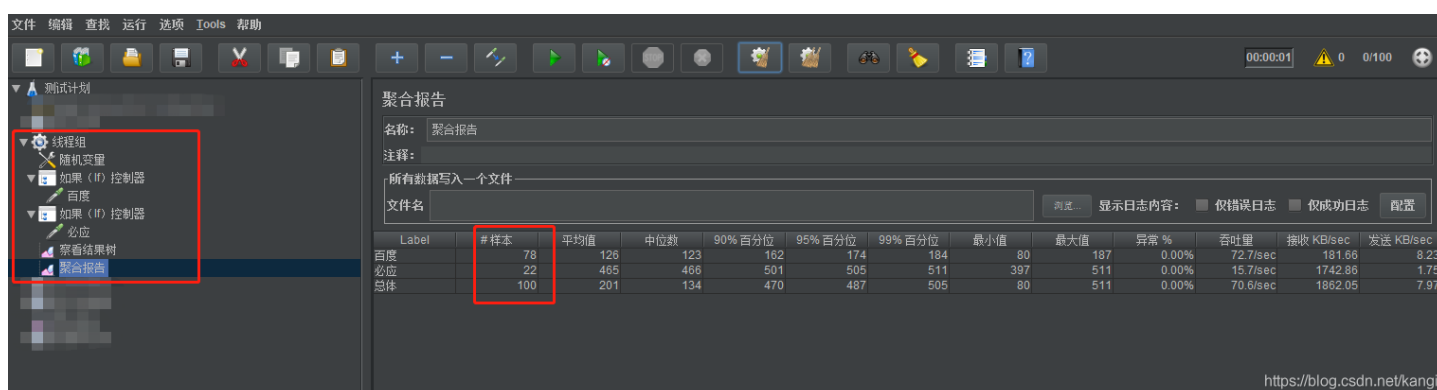 文件 编辑 查找 运行 选项 Tools 帮助
00:00:01 0 0/100
测试计划
线程组
随机变量
如果（If）控制器
百度
如果（If）控制器
必应
察看结果树
聚合报告
聚合报告
名称： 聚合报告
注释：
所有数据写入一个文件
文件名 浏览... 显示日志内容： 仅错误日志 仅成功日志 配置
Label # 样本 平均值 中位数 90% 百分位 95% 百分位 99% 百分位 最小值 最大值 异常 % 吞吐量 接收 KB/sec 发送 KB/sec
百度 78 126 123 162 174 184 80 187 0.00% 72.7/sec 181.66 8.23
必应 22 465 466 501 505 511 397 511 0.00% 15.7/sec 1742.86 1.75
总体 100 201 134 470 487 505 80 511 0.00% 70.6/sec 1862.05 7.97
https://blog.csdn.net/kangj